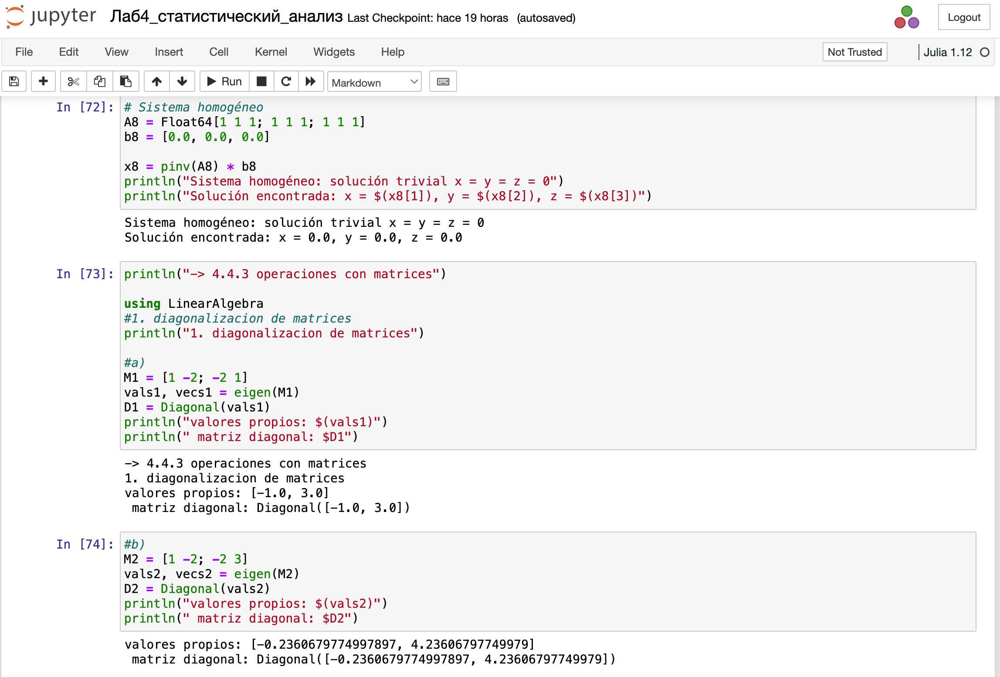 jupyter Лаб4_статистический_анализ Last Checkpoint: hace 19 horas (autosaved) Logout
File Edit View Insert Cell Kernel Widgets Help Not Trusted Julia 1.12
Run Markdown
In [72]: # Sistema homogéneo
A8 = Float64[1 1 1; 1 1 1; 1 1 1]
b8 = [0.0, 0.0, 0.0]
x8 = pinv(A8) * b8
println("Sistema homogéneo: solución trivial x = y = z = 0")
println("Solución encontrada: x = $(x8[1]), y = $(x8[2]), z = $(x8[3])")
Sistema homogéneo: solución trivial x = y = z = 0
Solución encontrada: x = 0.0, y = 0.0, z = 0.0
In [73]: println("-> 4.4.3 operaciones con matrices")
using LinearAlgebra
#1. diagonalizacion de matrices
println("1. diagonalizacion de matrices")
#a)
M1 = [1 -2; -2 1]
vals1, vecs1 = eigen(M1)
D1 = Diagonal(vals1)
println("valores propios: $(vals1)")
println(" matriz diagonal: $D1")
-> 4.4.3 operaciones con matrices
1. diagonalizacion de matrices
valores propios: [-1.0, 3.0]
 matriz diagonal: Diagonal([-1.0, 3.0])
In [74]: #b)
M2 = [1 -2; -2 3]
vals2, vecs2 = eigen(M2)
D2 = Diagonal(vals2)
println("valores propios: $(vals2)")
println(" matriz diagonal: $D2")
valores propios: [-0.2360679774997897, 4.23606797749979]
 matriz diagonal: Diagonal([-0.2360679774997897, 4.23606797749979])